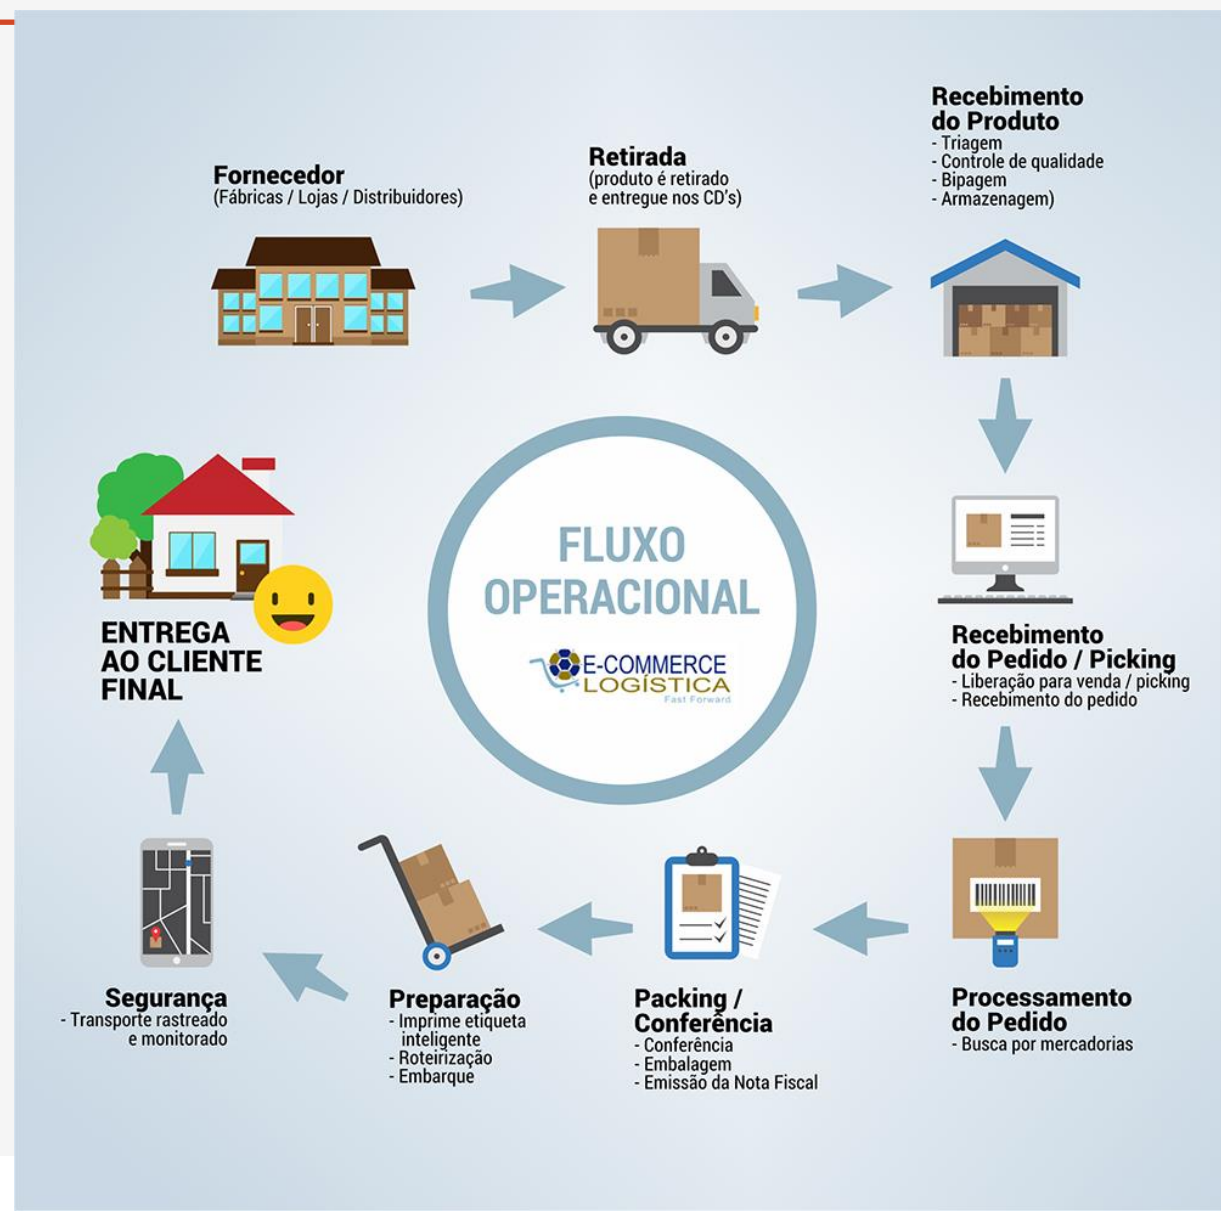 Fornecedor
(Fábricas / Lojas / Distribuidores)
Retirada
(produto é retirado
e entregue nos CD's)
Recebimento
do Produto
- Triagem
- Controle de qualidade
- Bipagem
- Armazenagem)
Recebimento
do Pedido / Picking
- Liberação para venda / picking
- Recebimento do pedido
Processamento
do Pedido
- Busca por mercadorias
Packing /
Conferência
- Conferência
- Embalagem
- Emissão da Nota Fiscal
Preparação
- Imprime etiqueta
inteligente
- Roteirização
- Embarque
Segurança
- Transporte rastreado
e monitorado
ENTREGA
AO CLIENTE
FINAL
FLUXO
OPERACIONAL
E-COMMERCE
LOGÍSTICA
Fast Forward